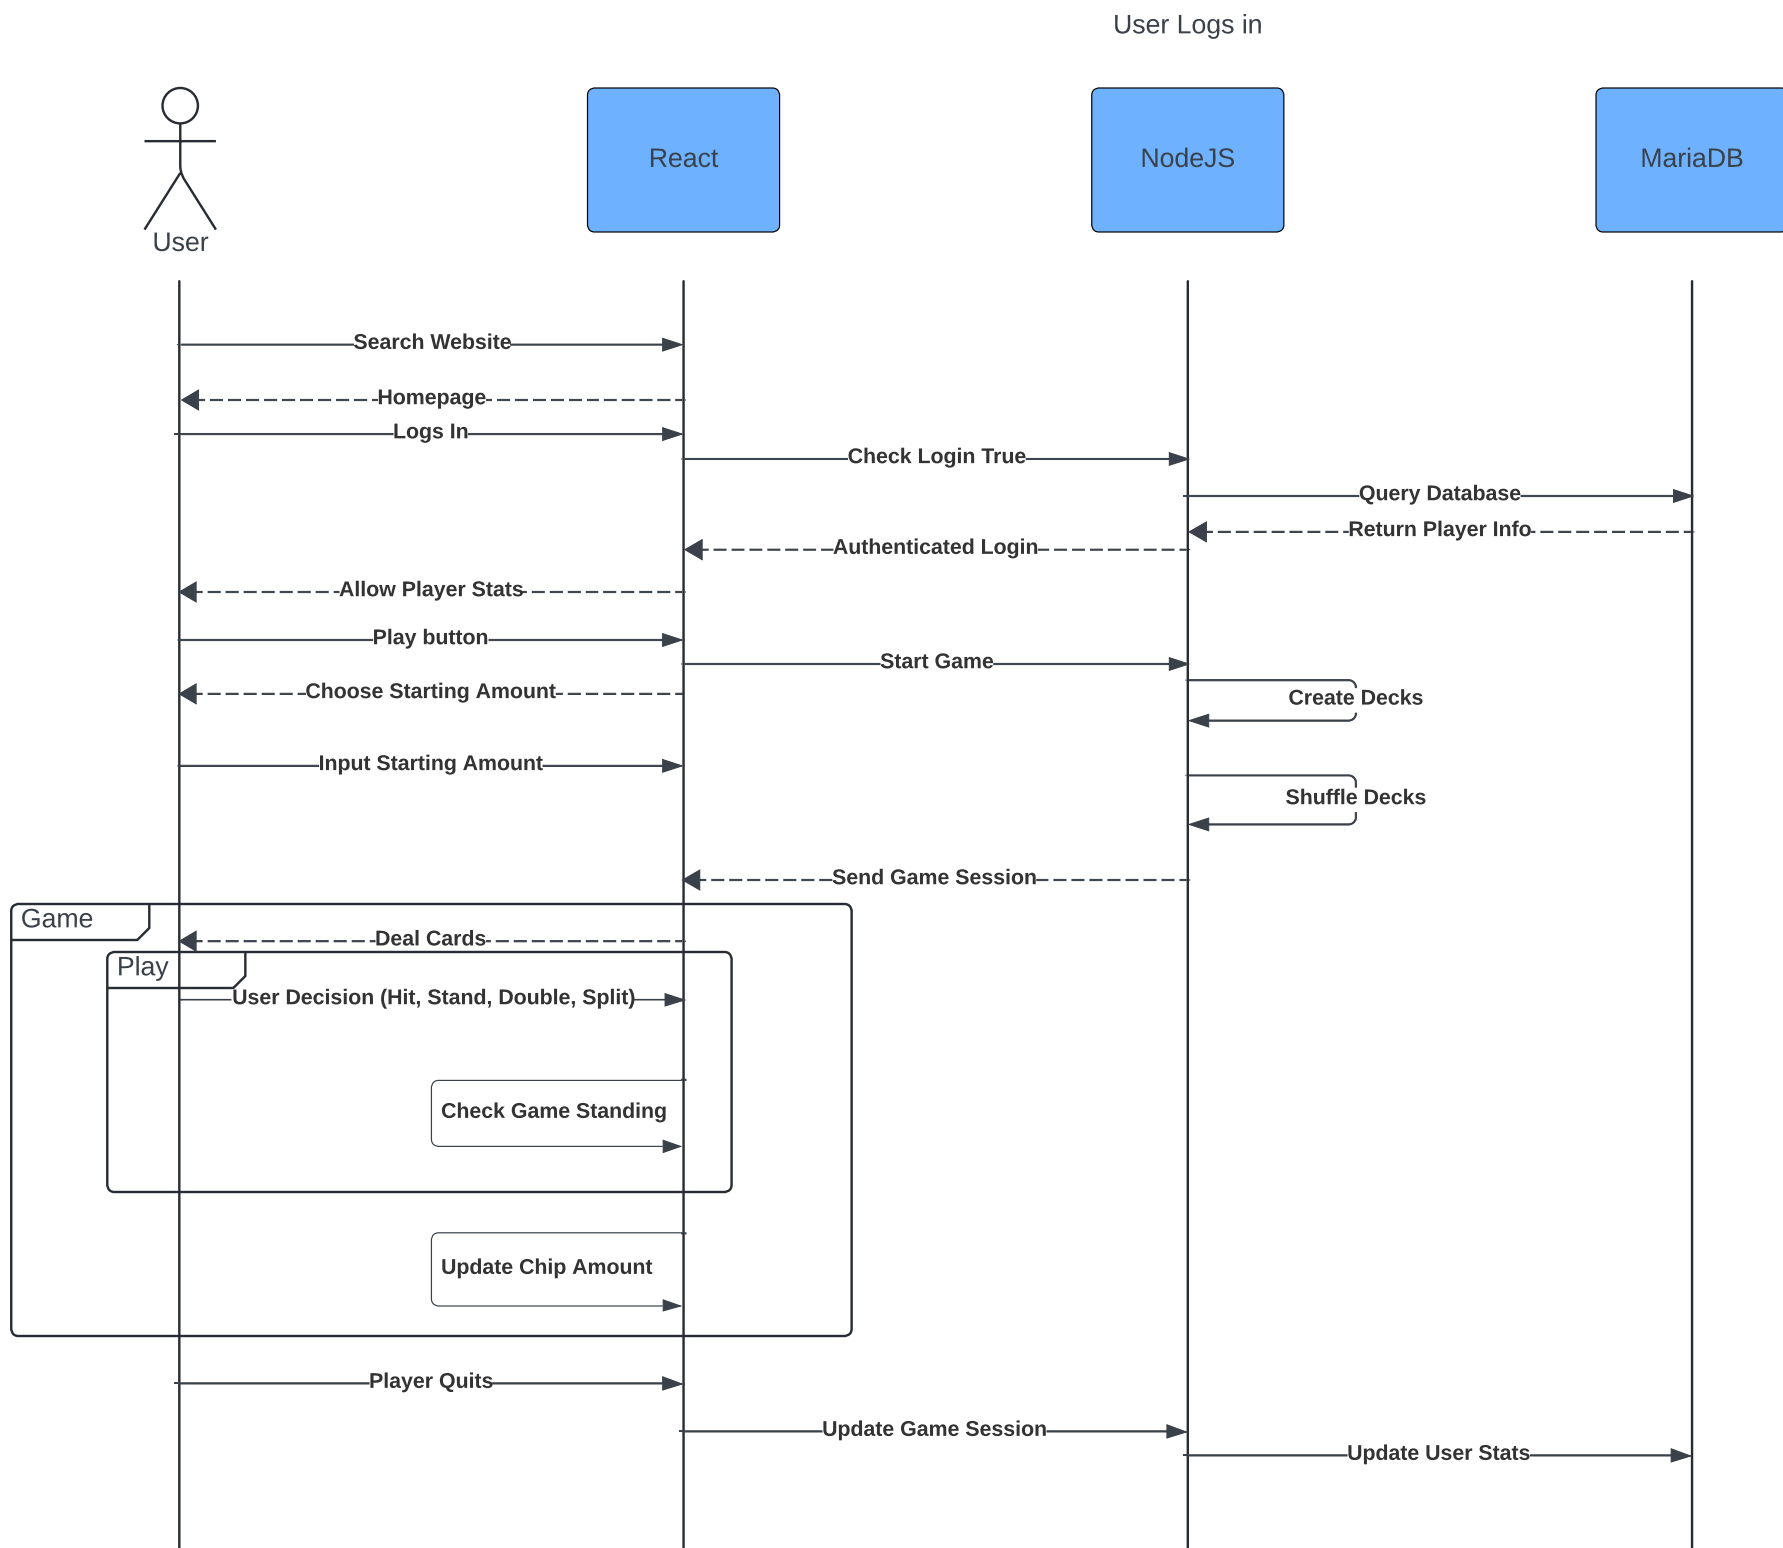 User Logs in
User
React
NodeJS
MariaDB
Search Website
Homepage
Logs In
Check Login True
Query Database
Return Player Info
Authenticated Login
Allow Player Stats
Play button
Start Game
Choose Starting Amount
Create Decks
Input Starting Amount
Shuffle Decks
Send Game Session
Game
Deal Cards
Play
User Decision (Hit, Stand, Double, Split)
Check Game Standing
Update Chip Amount
Player Quits
Update Game Session
Update User Stats